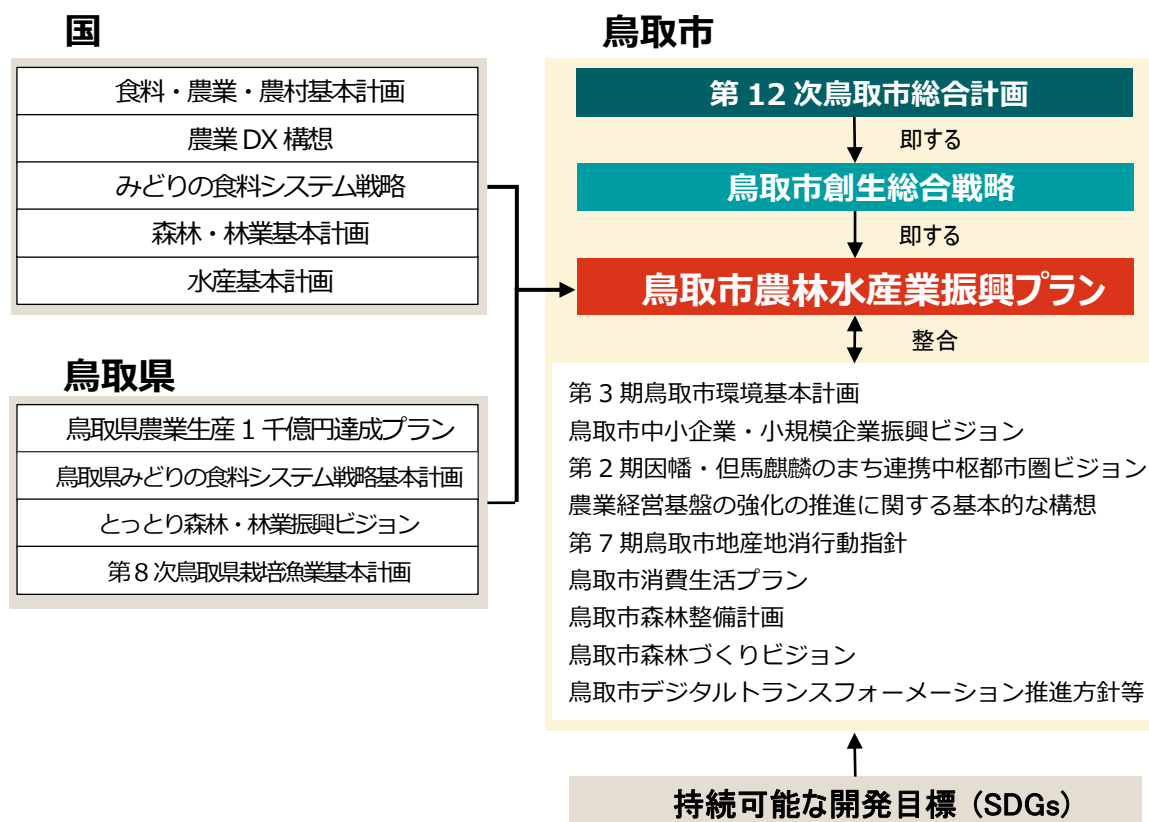 国
食料・農業・農村基本計画
農業 DX 構想
みどりの食料システム戦略
森林・林業基本計画
水産基本計画
鳥取県
鳥取県農業生産 1 千億円達成プラン
鳥取県みどりの食料システム戦略基本計画
とっとり森林・林業振興ビジョン
第 8 次鳥取県栽培漁業基本計画
鳥取市
第 12 次鳥取市総合計画
即する
鳥取市創生総合戦略
即する
鳥取市農林水産業振興プラン
整合
第 3 期鳥取市環境基本計画
鳥取市中小企業・小規模企業振興ビジョン
第 2 期因幡・但馬麒麟のまち連携中枢都市圏ビジョン
農業経営基盤の強化の推進に関する基本的な構想
第 7 期鳥取市地産地消行動指針
鳥取市消費生活プラン
鳥取市森林整備計画
鳥取市森林づくりビジョン
鳥取市デジタルトランスフォーメーション推進方針等
持続可能な開発目標（SDGs）